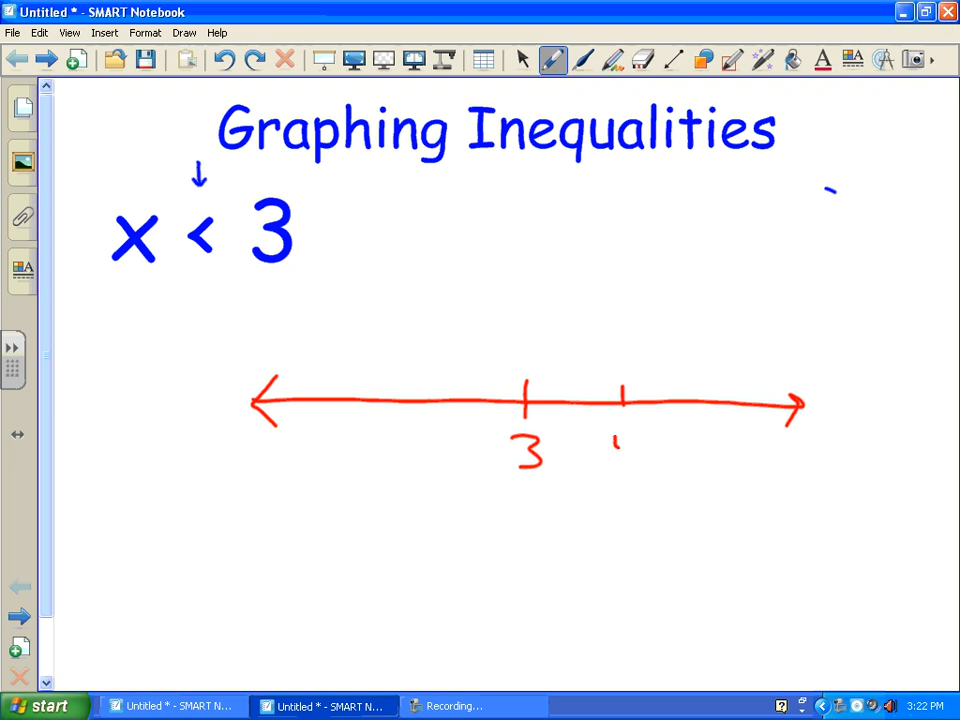 Untitled * - SMART Notebook
File Edit View Insert Format Draw Help
Graphing Inequalities
x < 3
3
start
Untitled * - SMART N...
Untitled * - SMART N...
Recording...
3:22 PM